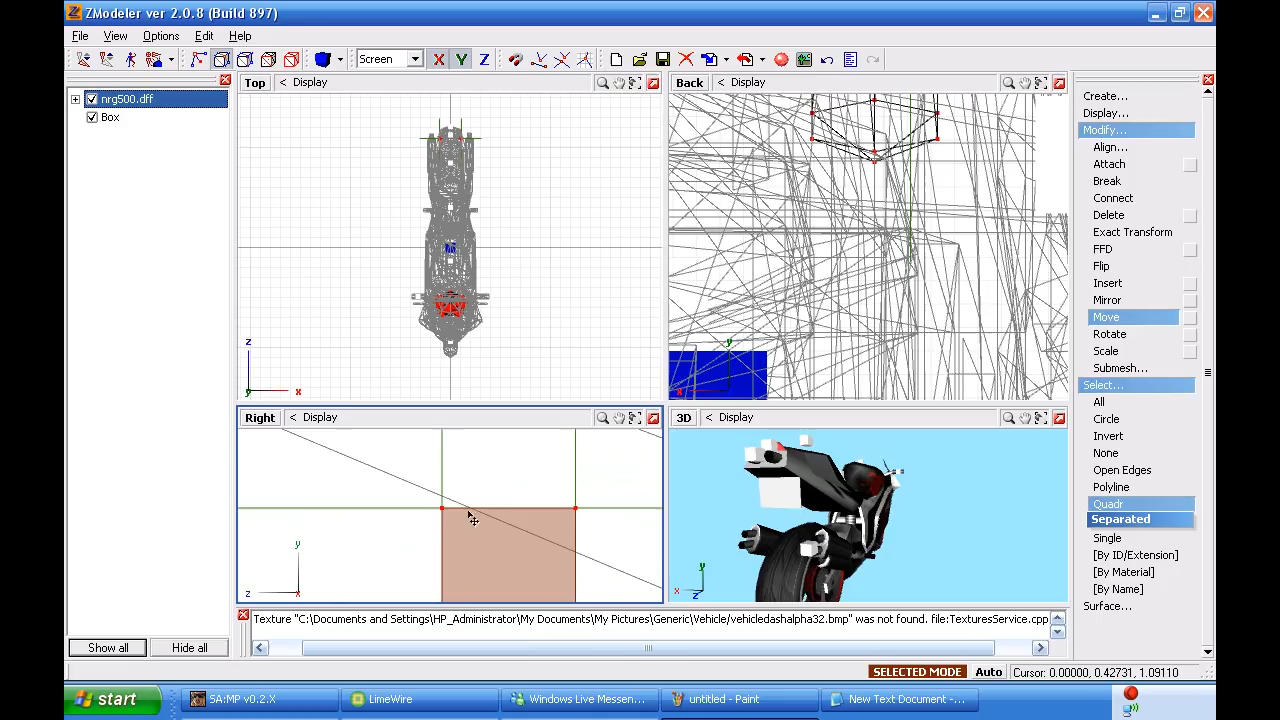 ZModeler ver 2.0.8 (Build 897)
File View Options Edit Help
Screen X Y Z
nrg500.dff
Box
Show all Hide all
Top < Display
z
y x
Back < Display
y
x
Right < Display
y
z x
3D < Display
y
x z
Create...
Display...
Modify...
Align...
Attach
Break
Connect
Delete
Exact Transform
FFD
Flip
Insert
Mirror
Move
Rotate
Scale
Submesh...
Select...
All
Circle
Invert
None
Open Edges
Polyline
Quadr
Separated
Single
[By ID/Extension]
[By Material]
[By Name]
Surface...
Texture "C:\Documents and Settings\HP_Administrator\My Documents\My Pictures\Generic\Vehicle/vehicledashalpha32.bmp" was not found. file:TexturesService.cpp
SELECTED MODE Auto Cursor: 0.00000, 0.42731, 1.09110
start SA:MP v0.2.X LimeWire Windows Live Messen... untitled - Paint New Text Document -...